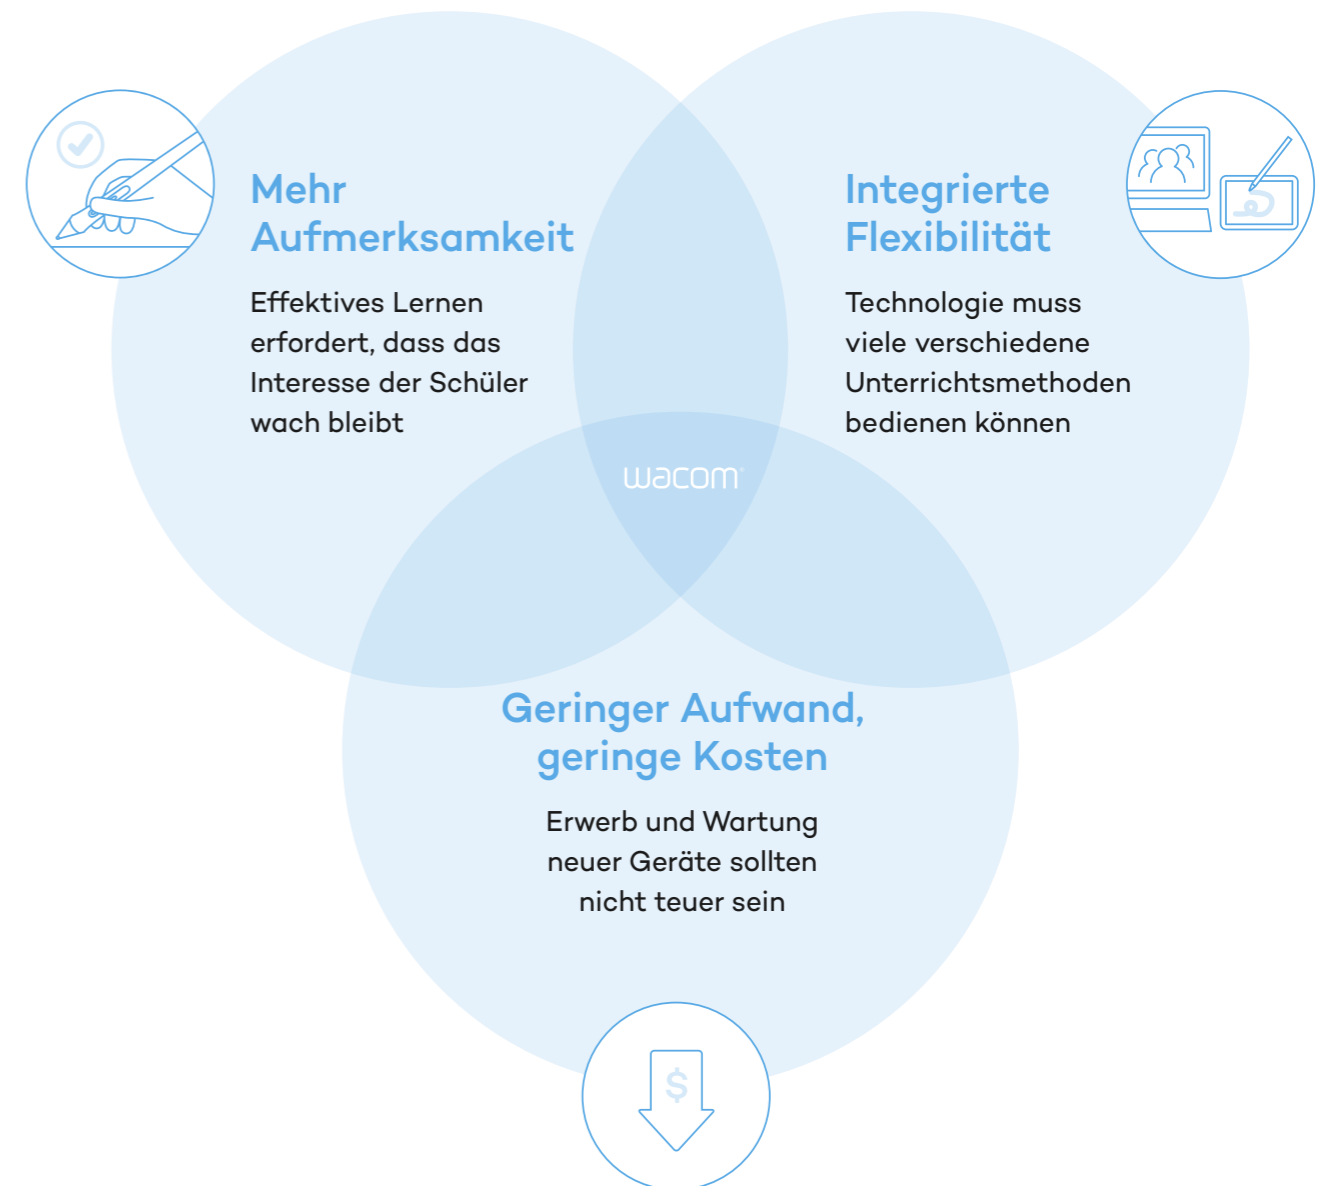 Mehr
Aufmerksamkeit
Effektives Lernen
erfordert, dass das
Interesse der Schüler
wach bleibt
Integrierte
Flexibilität
Technologie muss
viele verschiedene
Unterrichtsmethoden
bedienen können
wacom
Geringer Aufwand,
geringe Kosten
Erwerb und Wartung
neuer Geräte sollten
nicht teuer sein
$